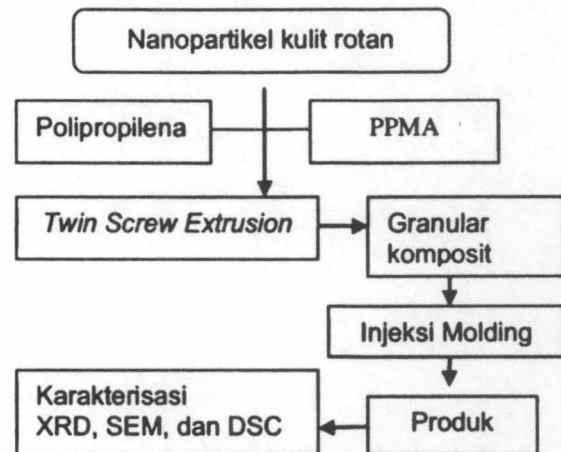 Nanopartikel kulit rotan
Polipropilena
PPMA
Twin Screw Extrusion
Granular
komposit
Injeksi Molding
Produk
Karakterisasi
XRD, SEM, dan DSC